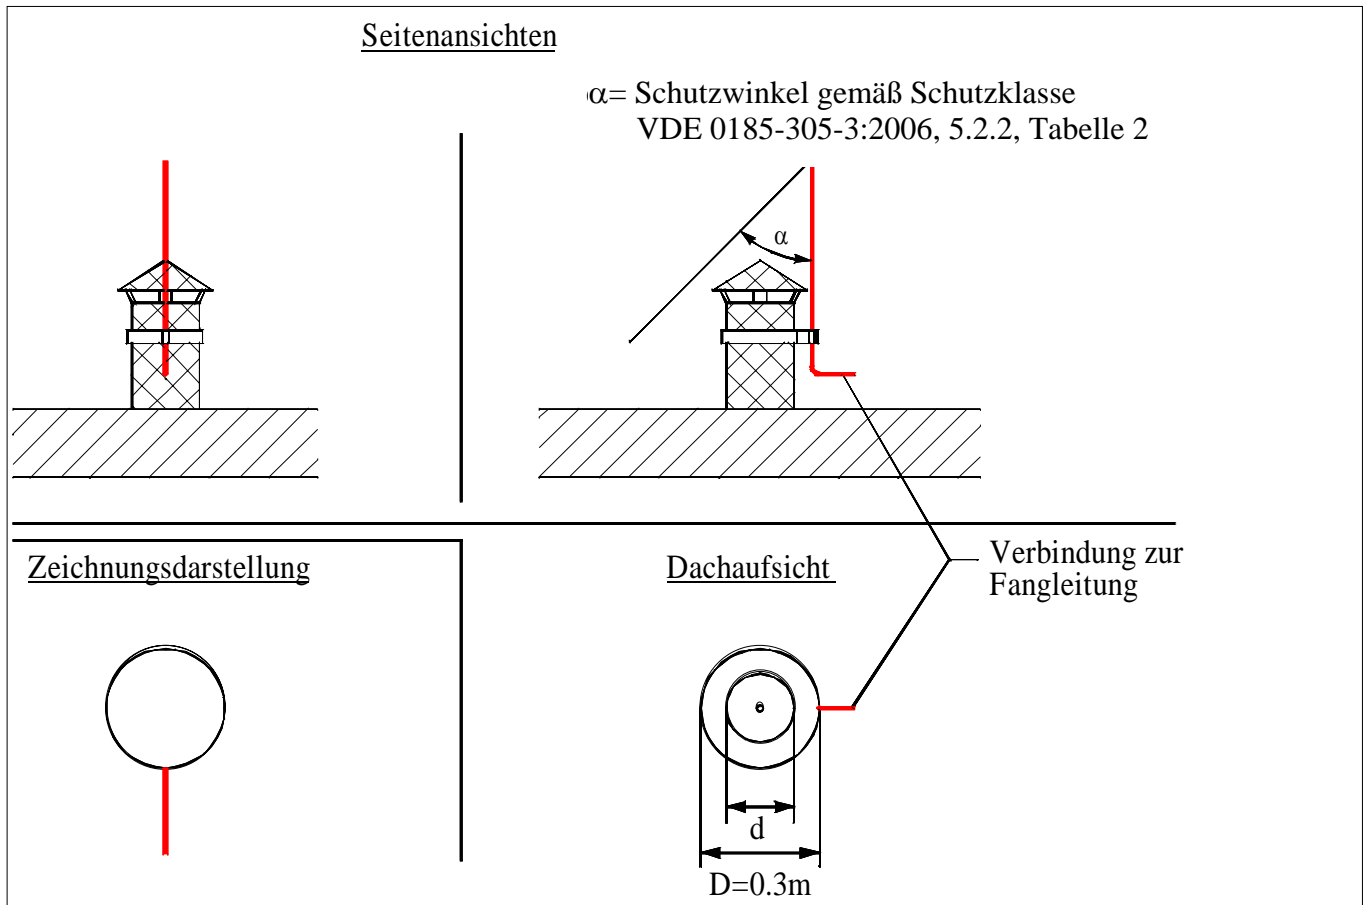 Seitenansichten
α= Schutzwinkel gemäß Schutzklasse
VDE 0185-305-3:2006, 5.2.2, Tabelle 2
α
Zeichnungsdarstellung
Dachaufsicht
Verbindung zur
Fangleitung
d
D=0.3m